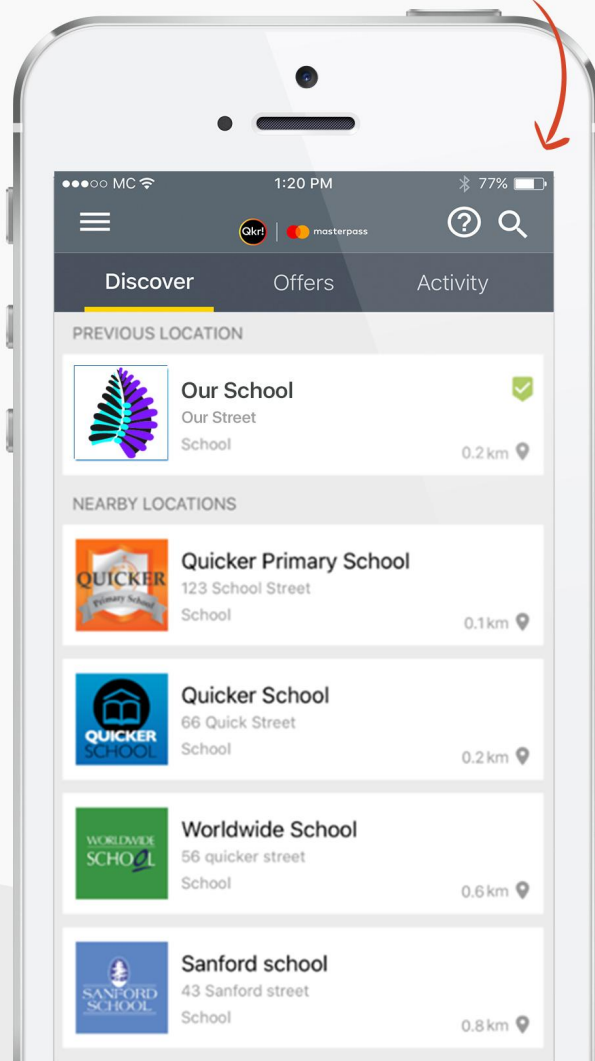 ●●●○○ MC 1:20 PM 77%
Qkr! masterpass
Discover Offers Activity
PREVIOUS LOCATION
Our School
Our Street
School
0.2 km
NEARBY LOCATIONS
QUICKER
Primary School
Quicker Primary School
123 School Street
School
0.1 km
QUICKER
SCHOOL
Quicker School
66 Quick Street
School
0.2 km
WORLDWIDE
SCHOOL
Worldwide School
56 quicker street
School
0.6 km
SANFORD
SCHOOL
Sanford school
43 Sanford street
School
0.8 km